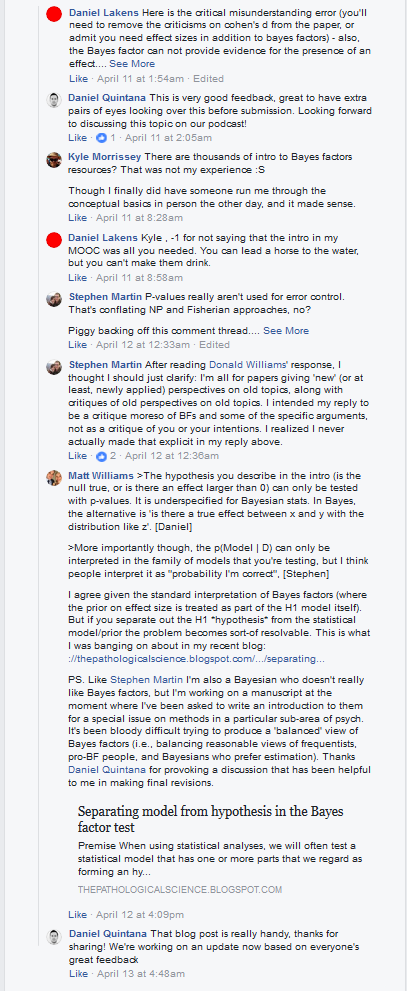 Daniel Lakens Here is the critical misunderstanding error (you'll
need to remove the criticisms on cohen's d from the paper, or
admit you need effect sizes in addition to bayes factors) - also,
the Bayes factor can not provide evidence for the presence of an
effect.... See More
Like · April 11 at 1:54am · Edited
Daniel Quintana This is very good feedback, great to have extra
pairs of eyes looking over this before submission. Looking forward
to discussing this topic on our podcast!
Like · 1 · April 11 at 2:05am
Kyle Morrissey There are thousands of intro to Bayes factors
resources? That was not my experience :S
Though I finally did have someone run me through the
conceptual basics in person the other day, and it made sense.
Like · April 11 at 8:28am
Daniel Lakens Kyle , -1 for not saying that the intro in my
MOOC was all you needed. You can lead a horse to the water,
but you can't make them drink.
Like · April 11 at 8:58am
Stephen Martin P-values really aren't used for error control.
That's conflating NP and Fisherian approaches, no?
Piggy backing off this comment thread.... See More
Like · April 12 at 12:33am · Edited
Stephen Martin After reading Donald Williams' response, I
thought I should just clarify: I'm all for papers giving 'new' (or at
least, newly applied) perspectives on old topics, along with
critiques of old perspectives on old topics. I intended my reply to
be a critique moreso of BFs and some of the specific arguments,
not as a critique of you or your intentions. I realized I never
actually made that explicit in my reply above.
Like · 2 · April 12 at 12:36am
Matt Williams >The hypothesis you describe in the intro (is the
null true, or is there an effect larger than 0) can only be tested
with p-values. It is underspecified for Bayesian stats. In Bayes,
the alternative is 'is there a true effect between x and y with the
distribution like z'. [Daniel]
>More importantly though, the p(Model | D) can only be
interpreted in the family of models that you're testing, but I think
people interpret it as "probability I'm correct", [Stephen]
I agree given the standard interpretation of Bayes factors (where
the prior on effect size is treated as part of the H1 model itself).
But if you separate out the H1 *hypothesis* from the statistical
model/prior the problem becomes sort-of resolvable. This is what
I was banging on about in my recent blog:
://thepathologicalscience.blogspot.com/.../separating...
PS. Like Stephen Martin I'm also a Bayesian who doesn't really
like Bayes factors, but I'm working on a manuscript at the
moment where I've been asked to write an introduction to them
for a special issue on methods in a particular sub-area of psych.
It's been bloody difficult trying to produce a 'balanced' view of
Bayes factors (i.e., balancing reasonable views of frequentists,
pro-BF people, and Bayesians who prefer estimation). Thanks
Daniel Quintana for provoking a discussion that has been helpful
to me in making final revisions.
Separating model from hypothesis in the Bayes
factor test
Premise When using statistical analyses, we will often test a
statistical model that has one or more parts that we regard as
forming an hy...
THEPATHOLOGICALSCIENCE.BLOGSPOT.COM
Like · April 12 at 4:09pm
Daniel Quintana That blog post is really handy, thanks for
sharing! We're working on an update now based on everyone's
great feedback
Like · April 13 at 4:48am